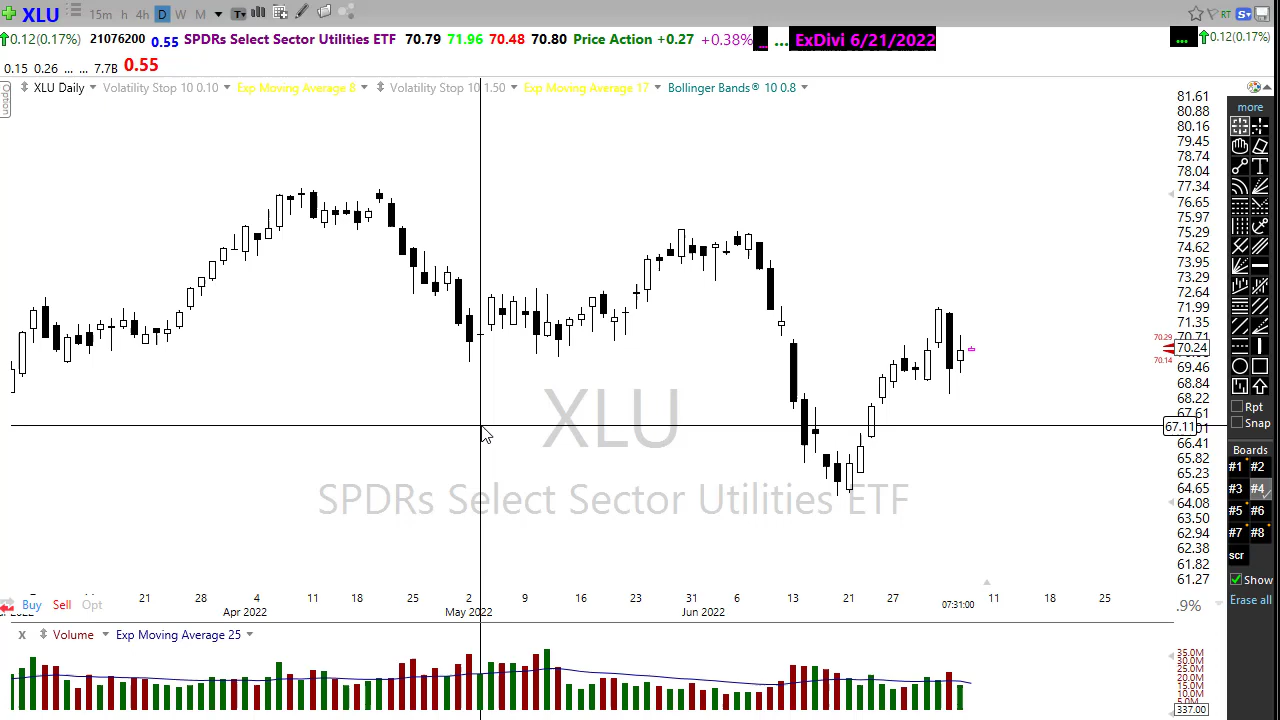 XLU 15m h 4h D W M T RT S
0.12(0.17%) 21076200 0.55 SPDRs Select Sector Utilities ETF 70.79 71.96 70.48 70.80 Price Action +0.27 +0.38% ... ... ExDivi 6/21/2022 ... 0.12(0.17%)
0.15 0.26 ... ... 7.7B 0.55
Option
XLU Daily Volatility Stop 10 0.10 Exp Moving Average 8 Volatility Stop 10 1.50 Exp Moving Average 17 Bollinger Bands® 10 0.8
81.61
80.88
80.16
79.45
78.74
78.04
77.34
76.65
75.97
75.29
74.62
73.95
73.29
72.64
71.99
71.35
70.71
70.29
70.24
70.14
69.46
68.84
68.22
67.61
67.11
66.41
65.82
65.23
64.65
64.08
63.50
62.94
62.38
61.82
61.27
XLU
SPDRs Select Sector Utilities ETF
more
T
Rpt
Snap
Boards
#1 #2
#3 #4
#5 #6
#7 #8
scr
Show
Erase all
21 28 4 11 18 25 2 9 16 23 31 6 13 21 27 07:31:00 11 18 25
Apr 2022 May 2022 Jun 2022
Buy Sell Opt
.9%
X Volume Exp Moving Average 25
35.0M
30.0M
25.0M
20.0M
15.0M
10.0M
5.0M
337.00